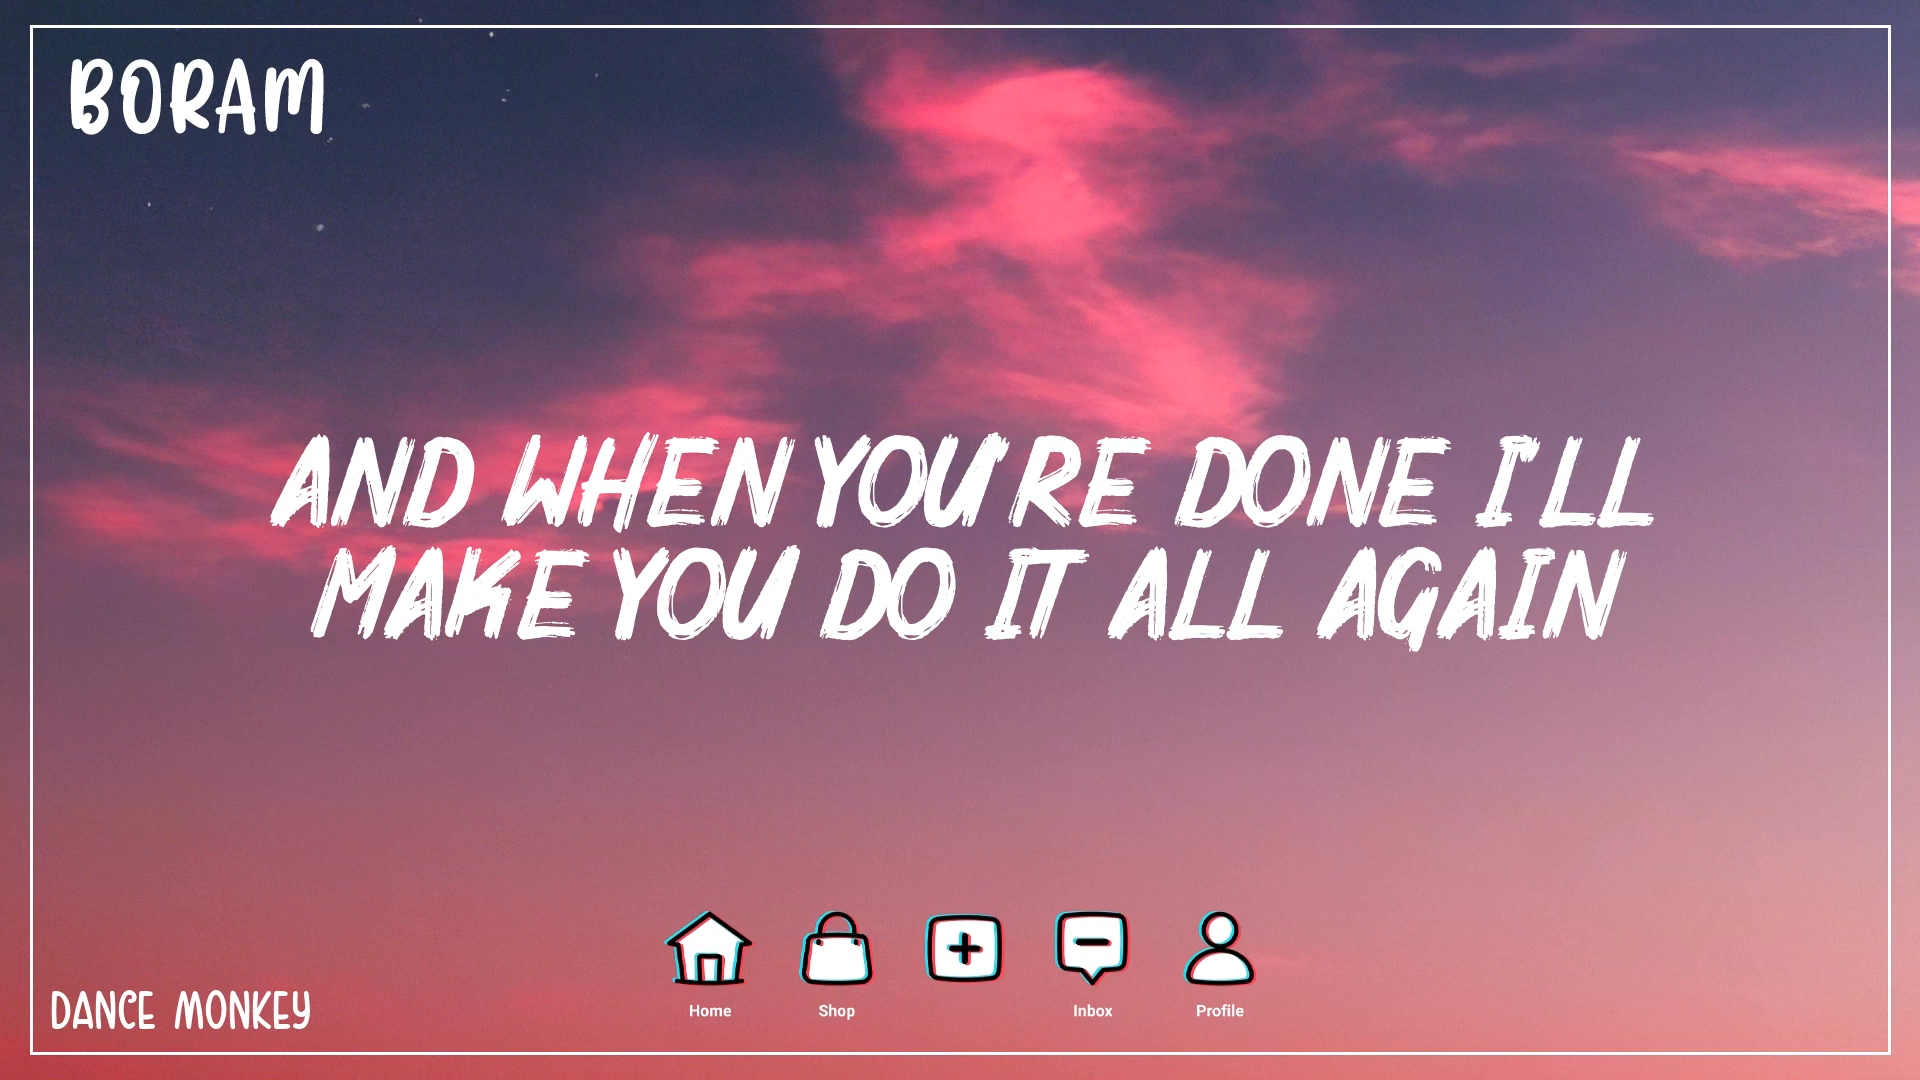 BORAM
AND WHEN YOU'RE DONE I'LL
MAKE YOU DO IT ALL AGAIN
Home
Shop
Inbox
Profile
DANCE MONKEY